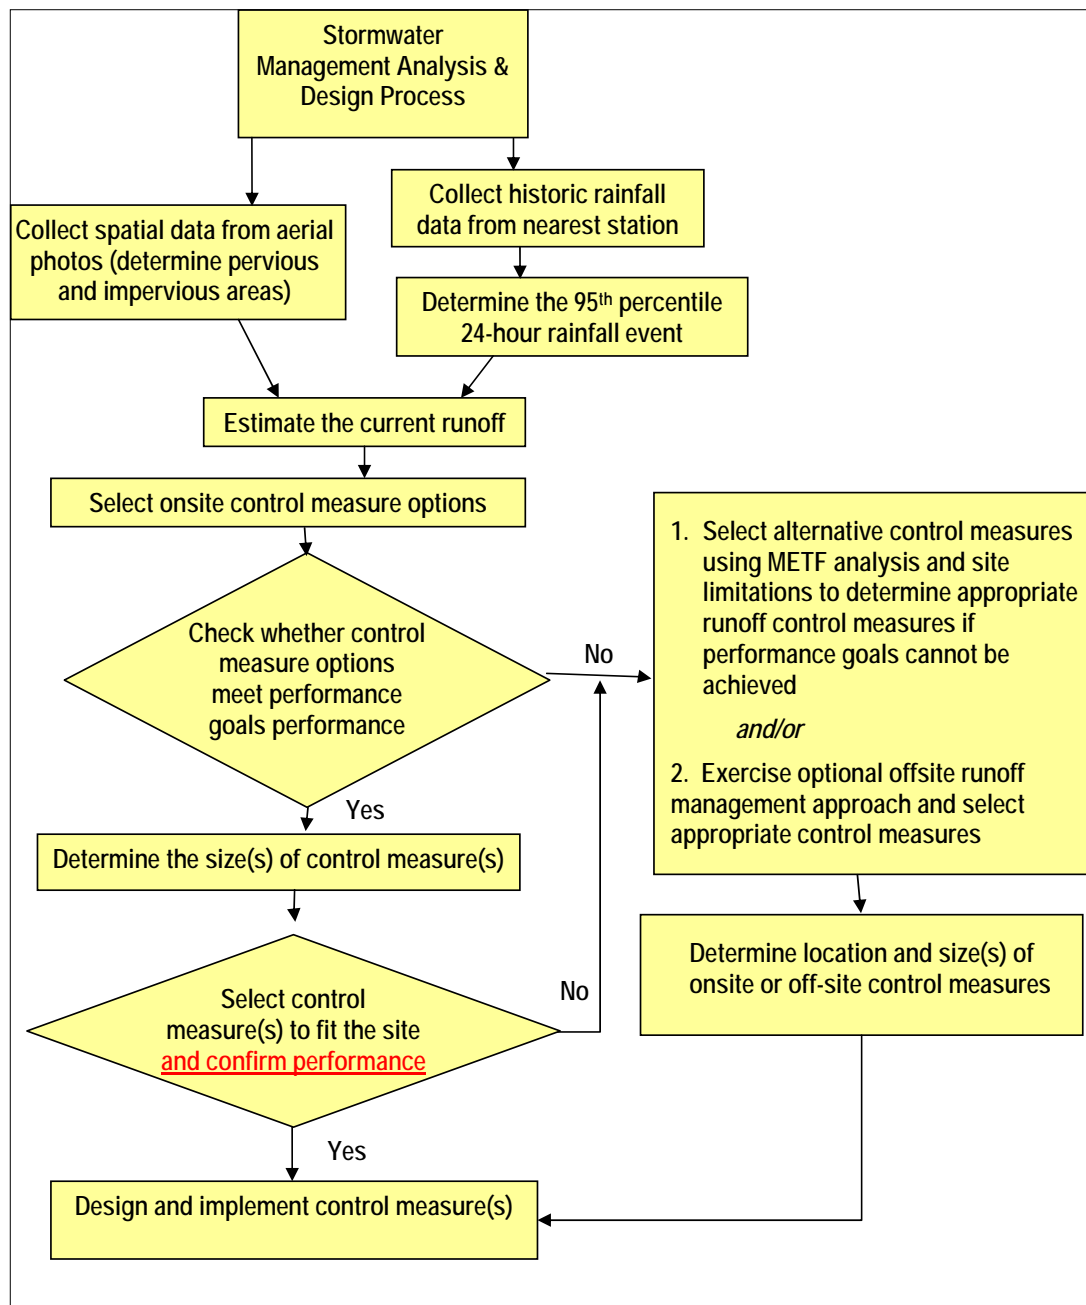 Stormwater
Management Analysis &
Design Process
Collect historic rainfall
data from nearest station
Collect spatial data from aerial
photos (determine pervious
and impervious areas)
Determine the 95th percentile
24-hour rainfall event
Estimate the current runoff
Select onsite control measure options
1. Select alternative control measures
using METF analysis and site
limitations to determine appropriate
runoff control measures if
performance goals cannot be
achieved
and/or
2. Exercise optional offsite runoff
management approach and select
appropriate control measures
Check whether control
measure options
meet performance
goals performance
No
Yes
Determine the size(s) of control measure(s)
Determine location and size(s) of
onsite or off-site control measures
Select control
measure(s) to fit the site
and confirm performance
No
Yes
Design and implement control measure(s)